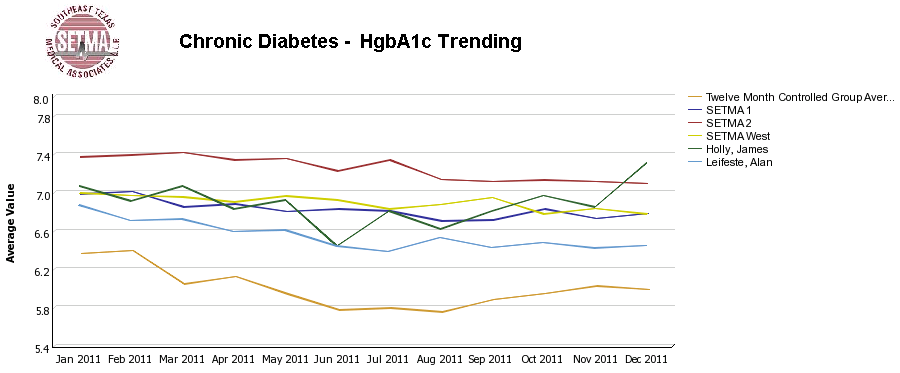 SOUTHEAST TEXAS
SETMA
MEDICAL ASSOCIATES, L.L.P.
Chronic Diabetes - HgbA1c Trending
8.0
7.8
7.4
7.0
6.6
6.2
5.8
5.4
Average Value
Jan 2011 Feb 2011 Mar 2011 Apr 2011 May 2011 Jun 2011 Jul 2011 Aug 2011 Sep 2011 Oct 2011 Nov 2011 Dec 2011
Twelve Month Controlled Group Aver...
SETMA 1
SETMA 2
SETMA West
Holly, James
Leifeste, Alan